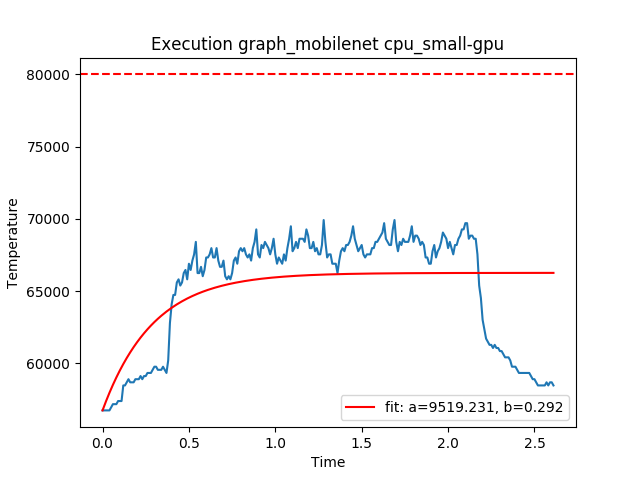 Execution graph_mobilenet cpu_small-gpu
Temperature
80000
75000
70000
65000
60000
0.0 0.5 1.0 1.5 2.0 2.5
Time
fit: a=9519.231, b=0.292